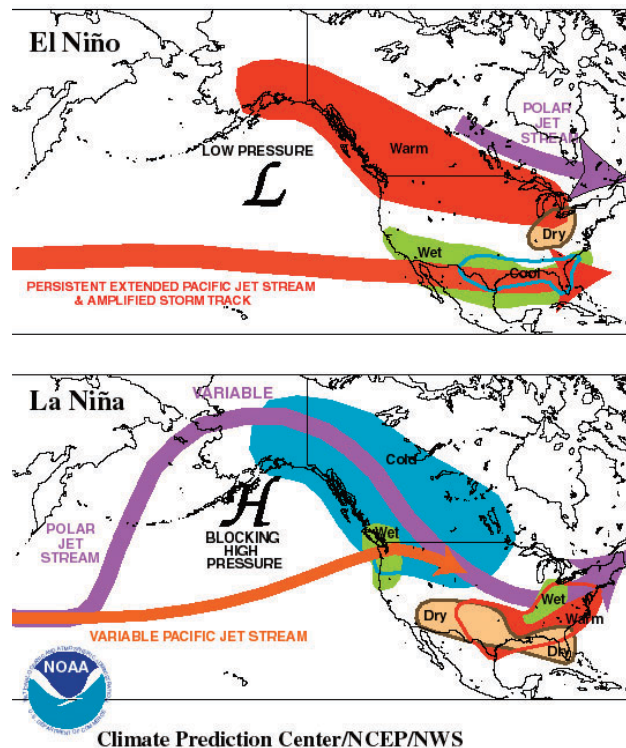 El Niño
POLAR
JET
STREAM
LOW PRESSURE
L
Warm
Dry
Wet
Cool
PERSISTENT EXTENDED PACIFIC JET STREAM
& AMPLIFIED STORM TRACK
La Niña
VARIABLE
Cold
H
BLOCKING
HIGH
PRESSURE
POLAR
JET
STREAM
Wet
Wet
Dry
Warm
Dry
VARIABLE PACIFIC JET STREAM
NOAA
Climate Prediction Center/NCEP/NWS